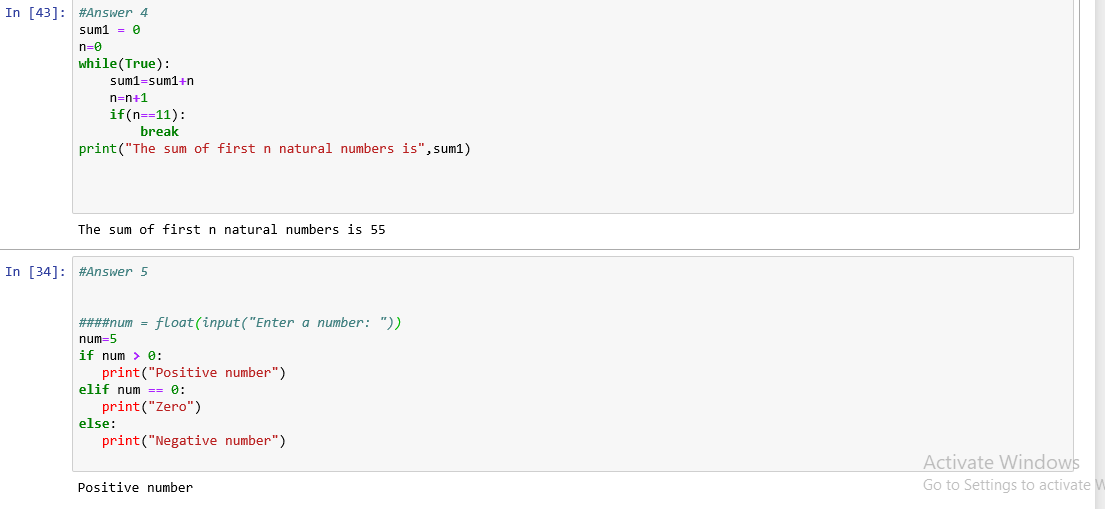 In [43]: #Answer 4
sum1 = 0
n=0
while(True):
    sum1=sum1+n
    n=n+1
    if(n==11):
        break
print("The sum of first n natural numbers is",sum1)
The sum of first n natural numbers is 55
In [34]: #Answer 5
####num = float(input("Enter a number: "))
num=5
if num > 0:
   print("Positive number")
elif num == 0:
   print("Zero")
else:
   print("Negative number")
Positive number
Activate Windows
Go to Settings to activate W